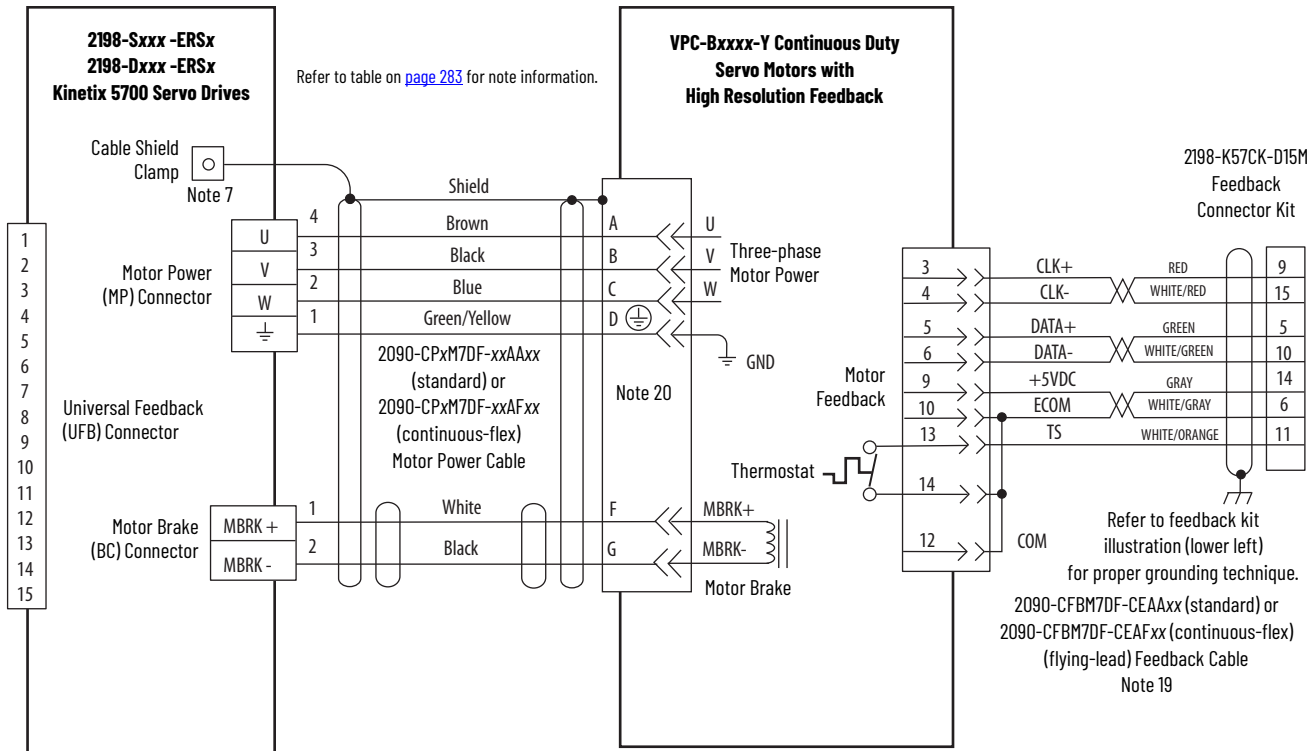 2198-Sxxx -ERSx
2198-Dxxx -ERSx
Kinetix 5700 Servo Drives
Refer to table on page 283 for note information.
VPC-Bxxxx-Y Continuous Duty
Servo Motors with
High Resolution Feedback
Cable Shield
Clamp
Note 7
2198-K57CK-D15M
Feedback
Connector Kit
1
2
3
4
5
6
7
8
9
10
11
12
13
14
15
Universal Feedback
(UFB) Connector
Motor Power
(MP) Connector
U
V
W
4
3
2
1
Shield
Brown
Black
Blue
Green/Yellow
A
B
C
D
U
V
W
Three-phase
Motor Power
GND
2090-CPxM7DF-xxAAxx
(standard) or
2090-CPxM7DF-xxAFxx
(continuous-flex)
Motor Power Cable
Note 20
Motor Brake
(BC) Connector
MBRK +
MBRK -
1
2
White
Black
F
G
MBRK+
MBRK-
Motor Brake
Motor
Feedback
Thermostat
3
4
5
6
9
10
13
14
12
CLK+
CLK-
DATA+
DATA-
+5VDC
ECOM
TS
COM
RED
WHITE/RED
GREEN
WHITE/GREEN
GRAY
WHITE/GRAY
WHITE/ORANGE
9
15
5
10
14
6
11
Refer to feedback kit
illustration (lower left)
for proper grounding technique.
2090-CFBM7DF-CEAAxx (standard) or
2090-CFBM7DF-CEAFxx (continuous-flex)
(flying-lead) Feedback Cable
Note 19